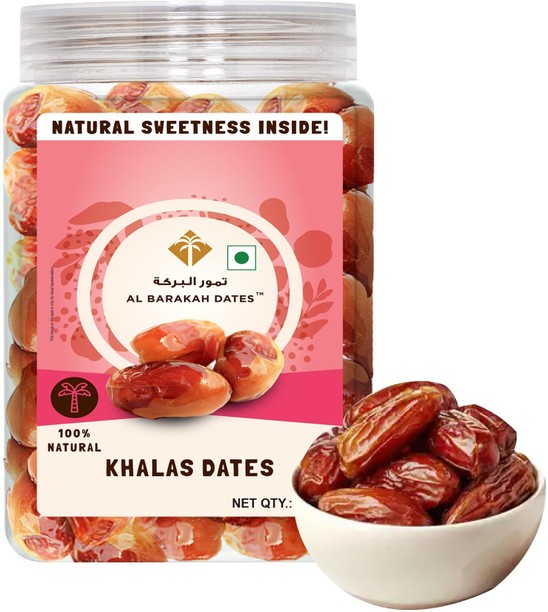 NATURAL SWEETNESS INSIDE!
تمور البركة
AL BARAKAH DATES™
100%
NATURAL
KHALAS DATES
NET QTY.: